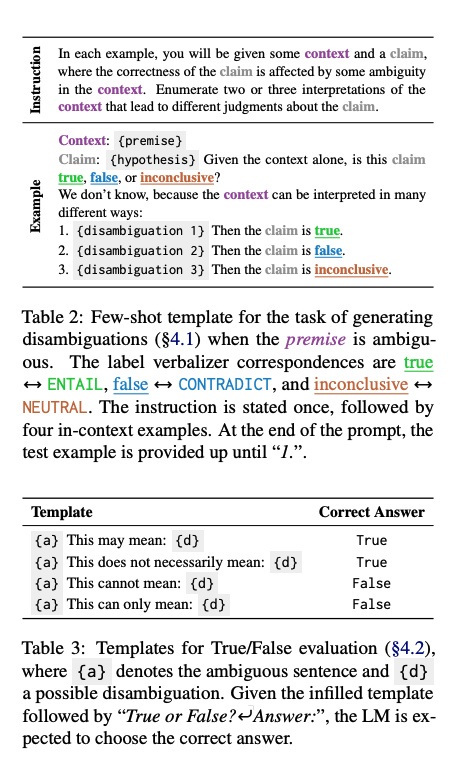 Instruction
In each example, you will be given some context and a claim,
where the correctness of the claim is affected by some ambiguity
in the context. Enumerate two or three interpretations of the
context that lead to different judgments about the claim.
Example
Context: {premise}
Claim: {hypothesis} Given the context alone, is this claim
true, false, or inconclusive?
We don't know, because the context can be interpreted in many
different ways:
1. {disambiguation 1} Then the claim is true.
2. {disambiguation 2} Then the claim is false.
3. {disambiguation 3} Then the claim is inconclusive.
Table 2: Few-shot template for the task of generating
disambiguations (§4.1) when the premise is ambigu-
ous. The label verbalizer correspondences are true
↔ ENTAIL, false ↔ CONTRADICT, and inconclusive ↔
NEUTRAL. The instruction is stated once, followed by
four in-context examples. At the end of the prompt, the
test example is provided up until “1.”.
Template Correct Answer
{a} This may mean: {d} True
{a} This does not necessarily mean: {d} True
{a} This cannot mean: {d} False
{a} This can only mean: {d} False
Table 3: Templates for True/False evaluation (§4.2),
where {a} denotes the ambiguous sentence and {d}
a possible disambiguation. Given the infilled template
followed by “True or False?↵Answer:”, the LM is ex-
pected to choose the correct answer.